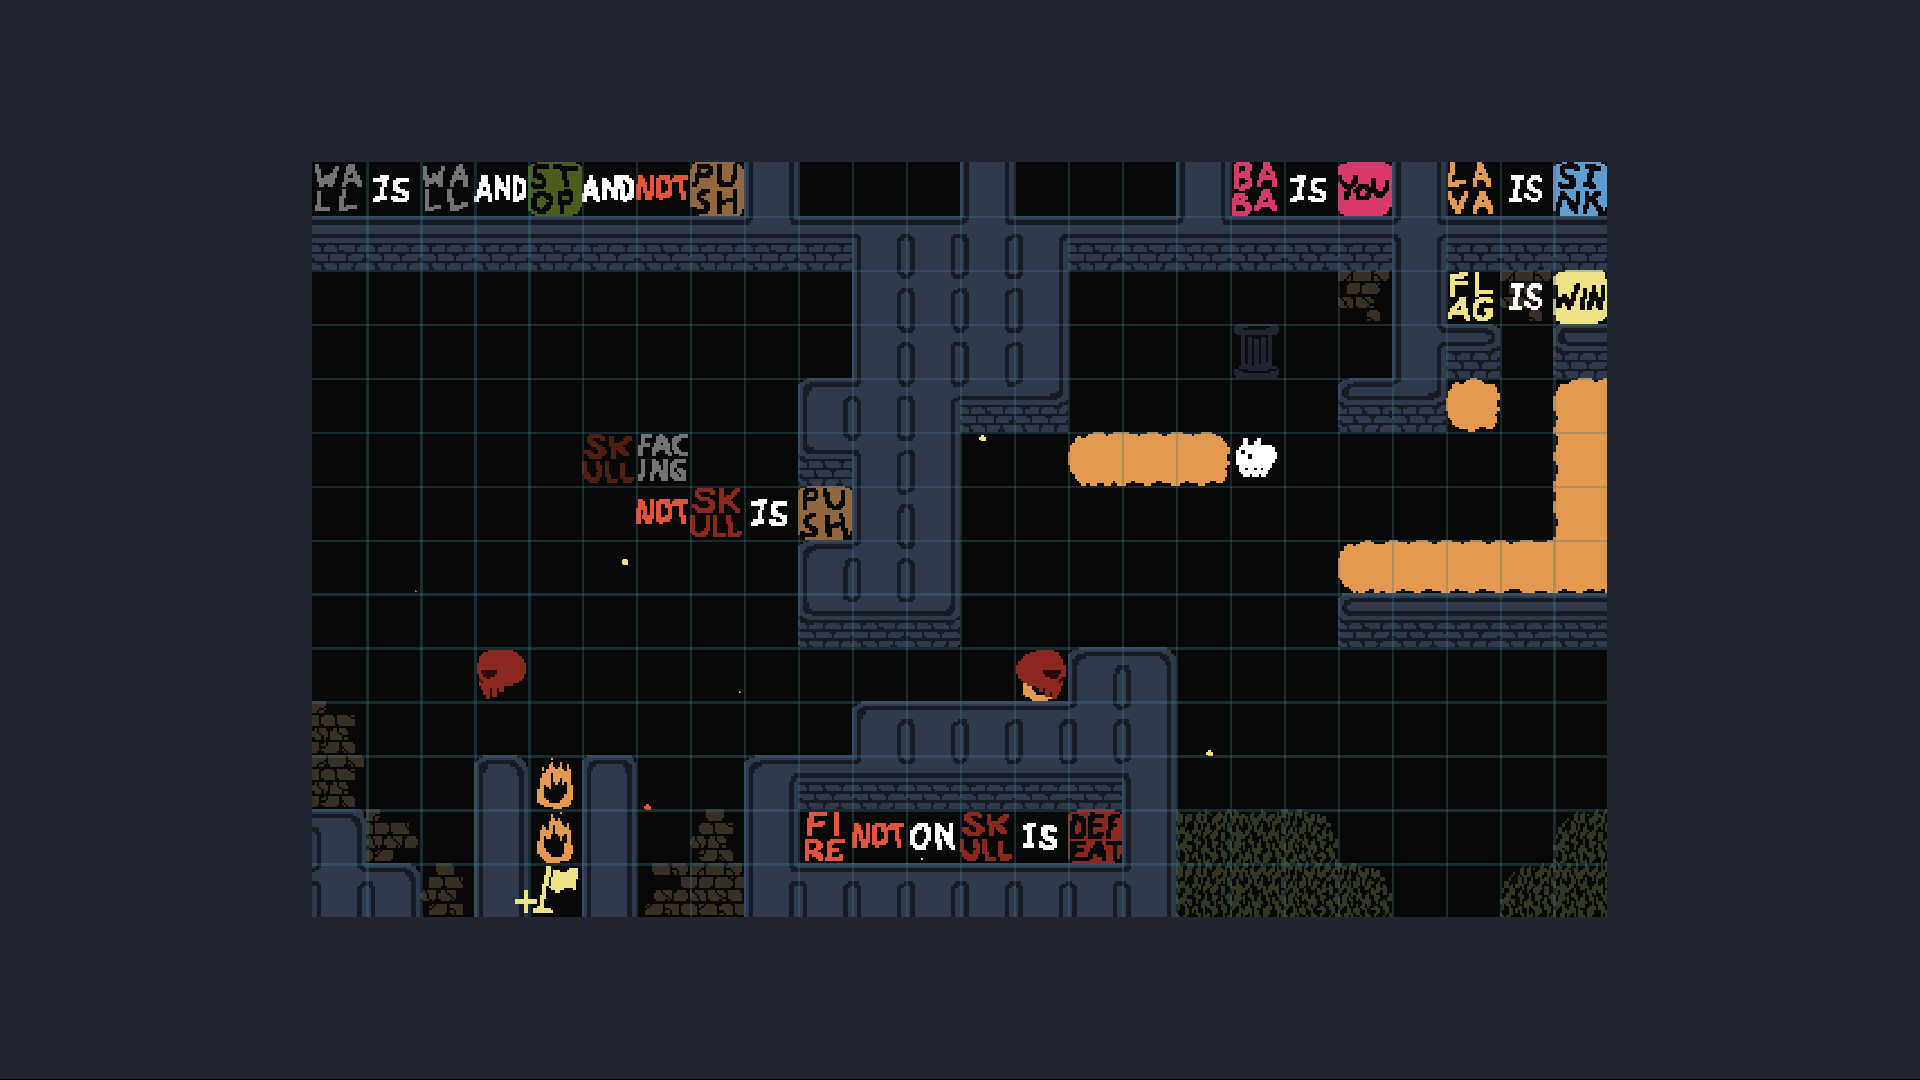 WALL IS WALL AND STOP AND NOT PUSH
BABA IS YOU
LAVA IS SINK
FLAG IS WIN
SKULL FACING
NOT SKULL IS PUSH
FIRE NOT ON SKULL IS DEFEAT